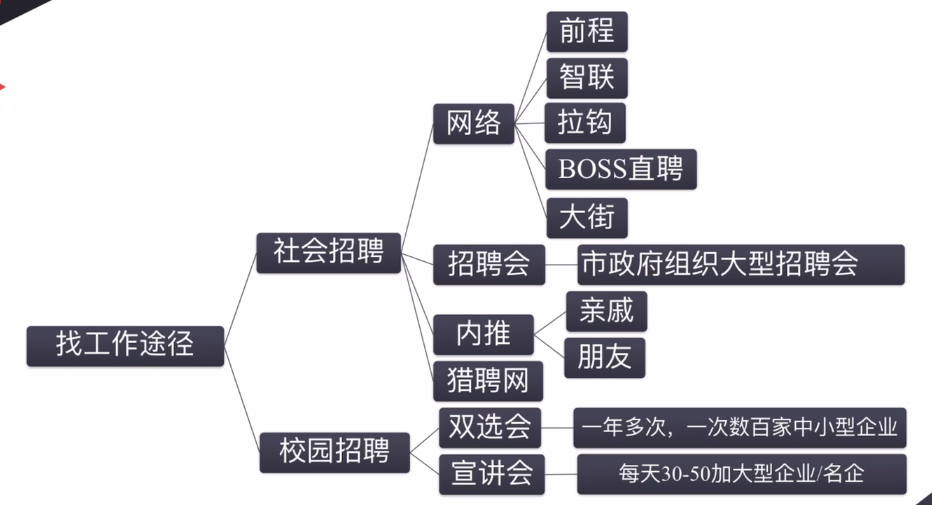 前程
智联
网络
拉钩
BOSS直聘
大街
社会招聘
招聘会
市政府组织大型招聘会
找工作途径
内推
亲戚
朋友
猎聘网
校园招聘
双选会
一年多次，一次数百家中小型企业
宣讲会
每天30-50加大型企业/名企